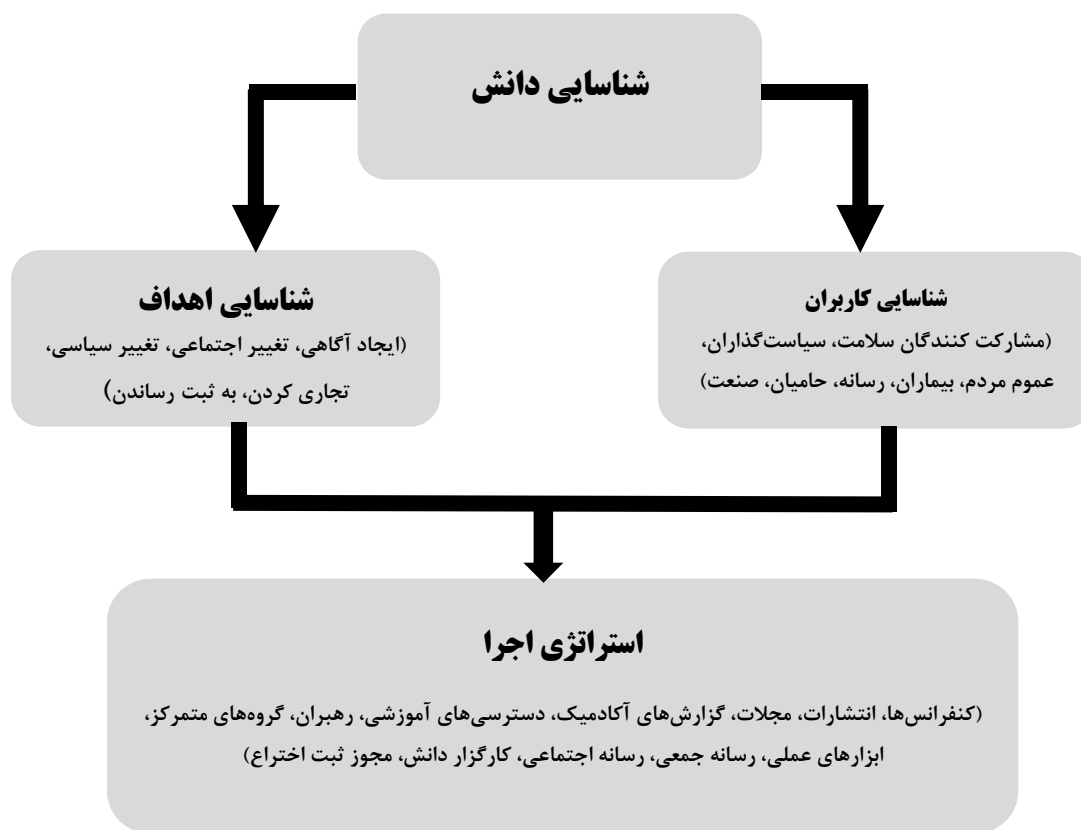 شناسایی دانش
شناسایی کاربران
(مشارکت کنندگان سلامت، سیاست‌گذاران،
عموم مردم، بیماران، رسانه، حامیان، صنعت)
شناسایی اهداف
(ایجاد آگاهی، تغییر اجتماعی، تغییر سیاسی،
تجاری کردن، به ثبت رساندن)
استراتژی اجرا
(کنفرانس‌ها، انتشارات، مجلات، گزارش‌های آکادمیک، دسترسی‌های آموزشی، رهبران، گروه‌های متمرکز،
ابزارهای عملی، رسانه جمعی، رسانه اجتماعی، کارگزار دانش، مجوز ثبت اختراع)